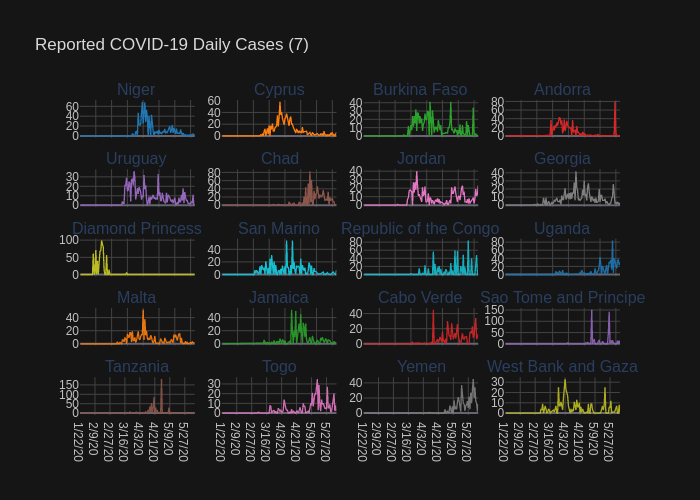 Reported COVID-19 Daily Cases (7)
Niger Cyprus Burkina Faso Andorra
60 40 20 0
60 40 20 0
40 30 20 10 0
80 60 40 20 0
Uruguay Chad Jordan Georgia
30 20 10 0
80 60 40 20 0
40 30 20 10 0
40 20 0
Diamond Princess San Marino Republic of the Congo Uganda
100 50 0
40 20 0
80 60 40 20 0
80 60 40 20 0
Malta Jamaica Cabo Verde Sao Tome and Principe
40 20 0
40 20 0
40 20 0
150 100 50 0
Tanzania Togo Yemen West Bank and Gaza
150 100 50 0
30 20 10 0
40 20 0
30 20 10 0
1/22/20 2/9/20 2/27/20 3/16/20 4/3/20 4/21/20 5/9/20 5/27/20
1/22/20 2/9/20 2/27/20 3/16/20 4/3/20 4/21/20 5/9/20 5/27/20
1/22/20 2/9/20 2/27/20 3/16/20 4/3/20 4/21/20 5/9/20 5/27/20
1/22/20 2/9/20 2/27/20 3/16/20 4/3/20 4/21/20 5/9/20 5/27/20